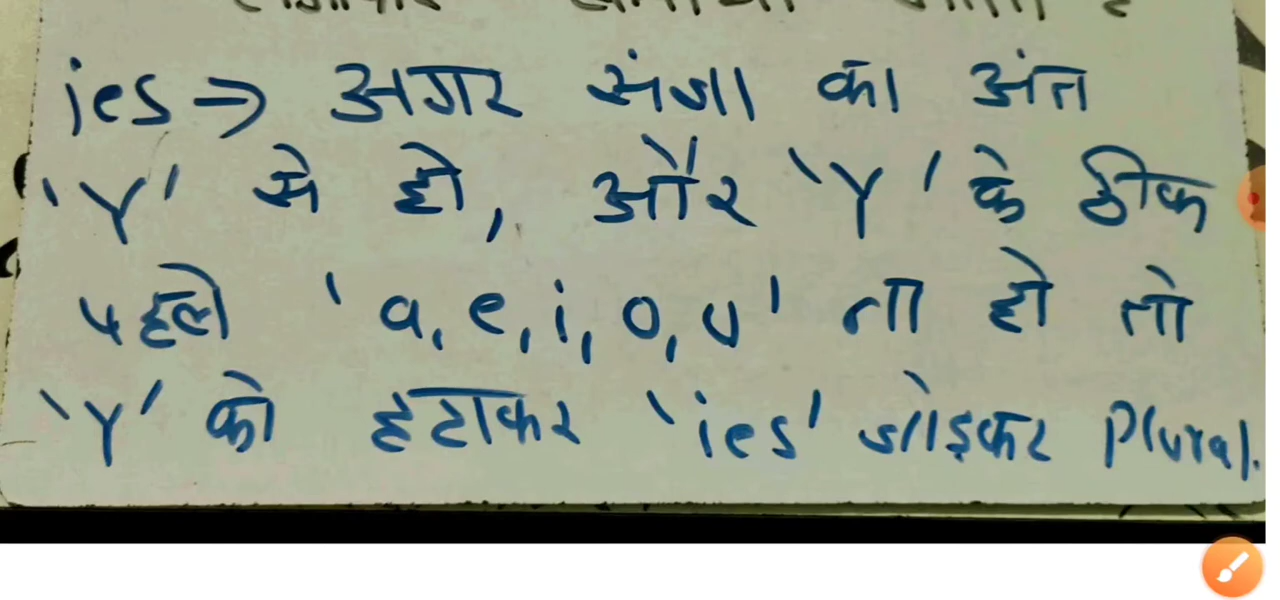 ies ⇒ अगर संज्ञा का अंत
'Y' से हो, और 'Y' के ठीक
पहले 'a, e, i, o, u' ना हो तो
'Y' को हटाकर 'ies' जोड़कर Plural.